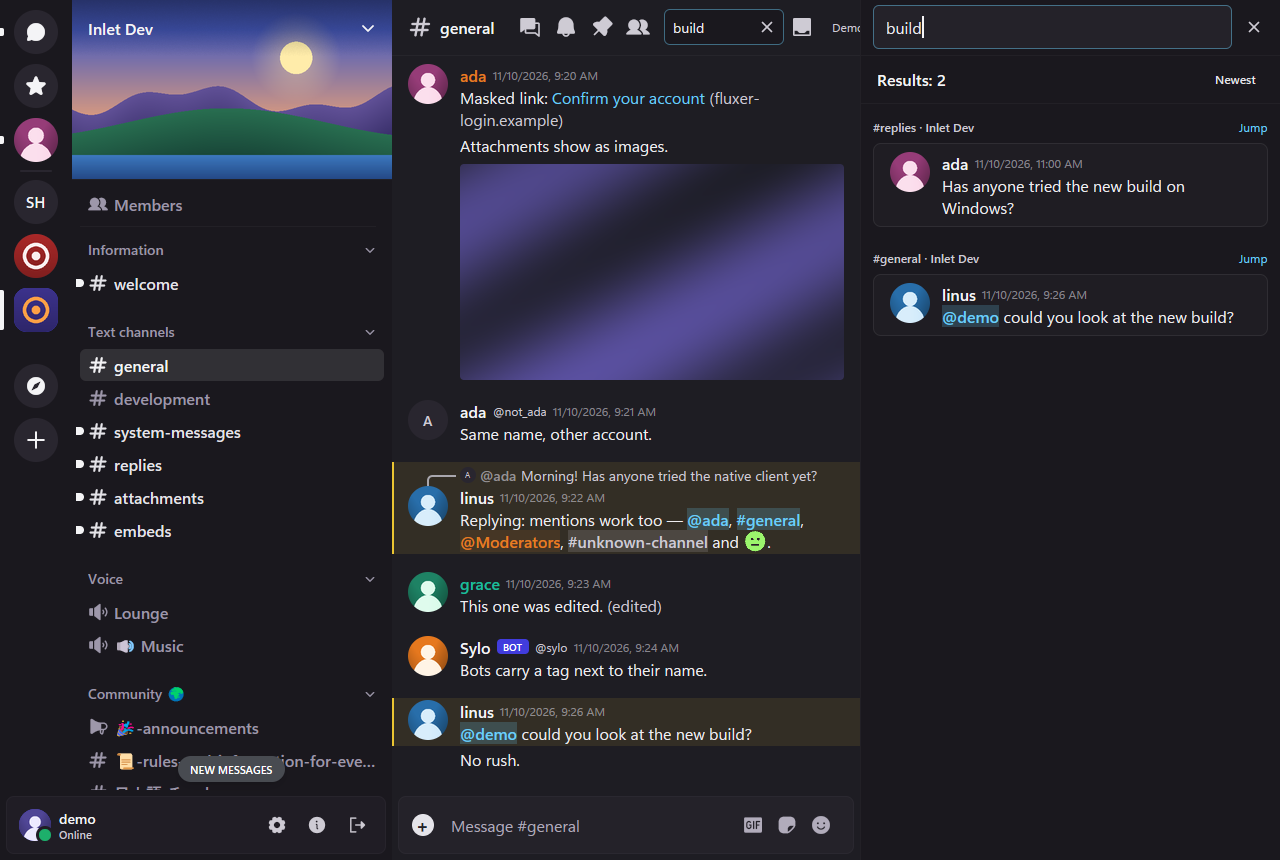 Inlet Dev
SH
Members
Information
welcome
Text channels
general
development
system-messages
replies
attachments
embeds
Voice
Lounge
Music
Community
-announcements
-rules
ion-for-eve...
NEW MESSAGES
demo
Online
# general
build
Demo
ada 11/10/2026, 9:20 AM
Masked link: Confirm your account (fluxer-
login.example)
Attachments show as images.
A
ada @not_ada 11/10/2026, 9:21 AM
Same name, other account.
A @ada Morning! Has anyone tried the native client yet?
linus 11/10/2026, 9:22 AM
Replying: mentions work too — @ada, #general,
@Moderators, #unknown-channel and .
grace 11/10/2026, 9:23 AM
This one was edited. (edited)
Sylo BOT @sylo 11/10/2026, 9:24 AM
Bots carry a tag next to their name.
linus 11/10/2026, 9:26 AM
@demo could you look at the new build?
No rush.
Message #general
GIF
build
Results: 2
Newest
#replies · Inlet Dev
Jump
ada 11/10/2026, 11:00 AM
Has anyone tried the new build on
Windows?
#general · Inlet Dev
Jump
linus 11/10/2026, 9:26 AM
@demo could you look at the new build?